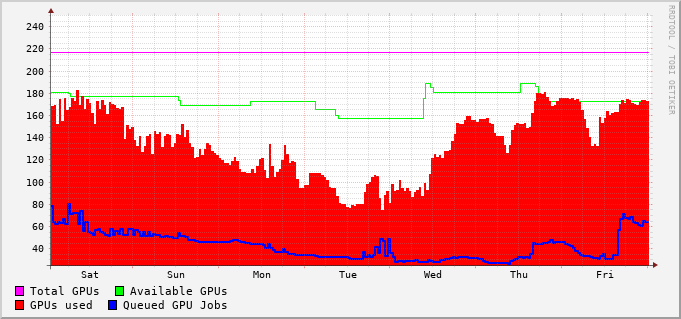 RRDTOOL / TOBI OETIKER
240
220
200
180
160
140
120
100
80
60
40
Sat Sun Mon Tue Wed Thu Fri
Total GPUs Available GPUs
GPUs used Queued GPU Jobs